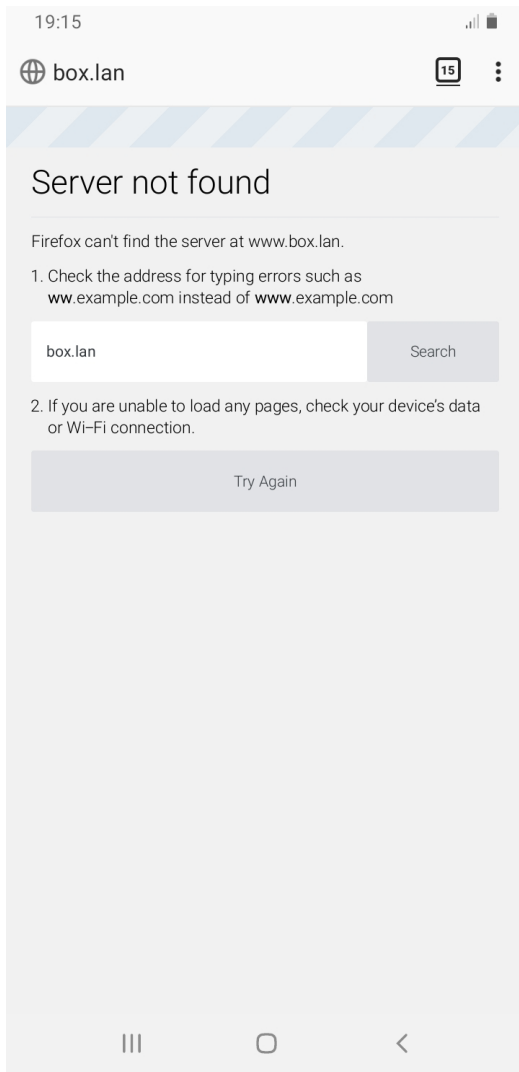 19:15
box.lan
15
Server not found
Firefox can't find the server at www.box.lan.
1. Check the address for typing errors such as
ww.example.com instead of www.example.com
box.lan
Search
2. If you are unable to load any pages, check your device's data
or Wi-Fi connection.
Try Again